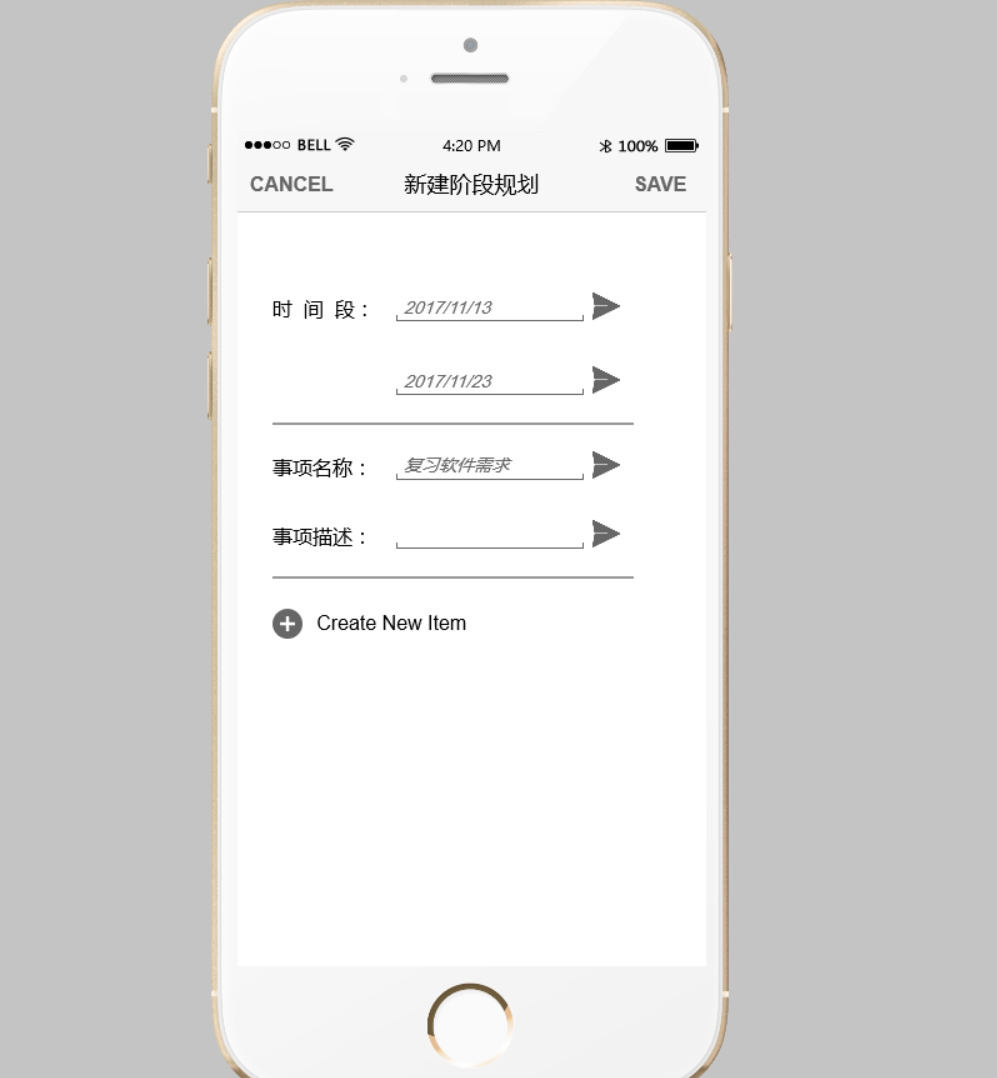 BELL 4:20 PM 100%
CANCEL 新建阶段规划 SAVE
时 间 段： 2017/11/13
2017/11/23
事项名称： 复习软件需求
事项描述：
Create New Item